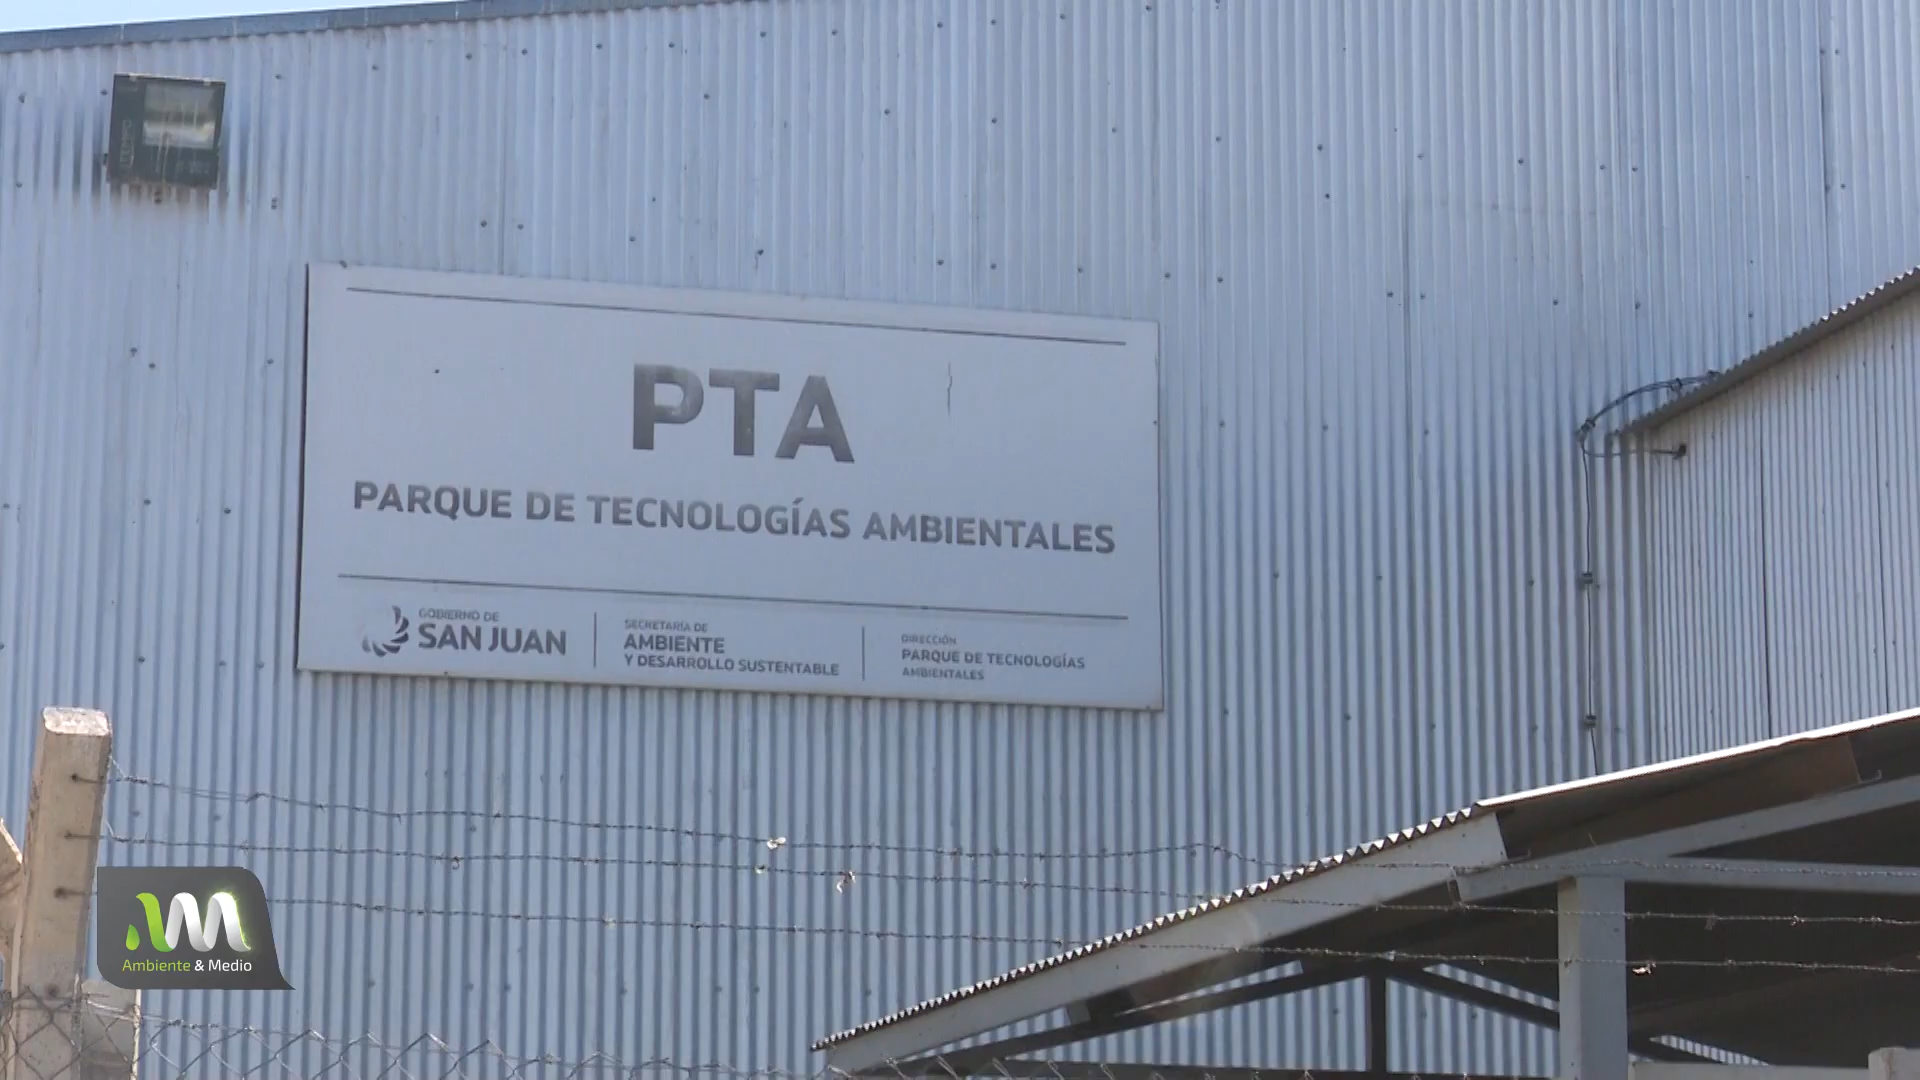 PTA
PARQUE DE TECNOLOGÍAS AMBIENTALES
GOBIERNO DE
SAN JUAN
SECRETARÍA DE
AMBIENTE
Y DESARROLLO SUSTENTABLE
DIRECCIÓN
PARQUE DE TECNOLOGÍAS
AMBIENTALES
Ambiente & Medio